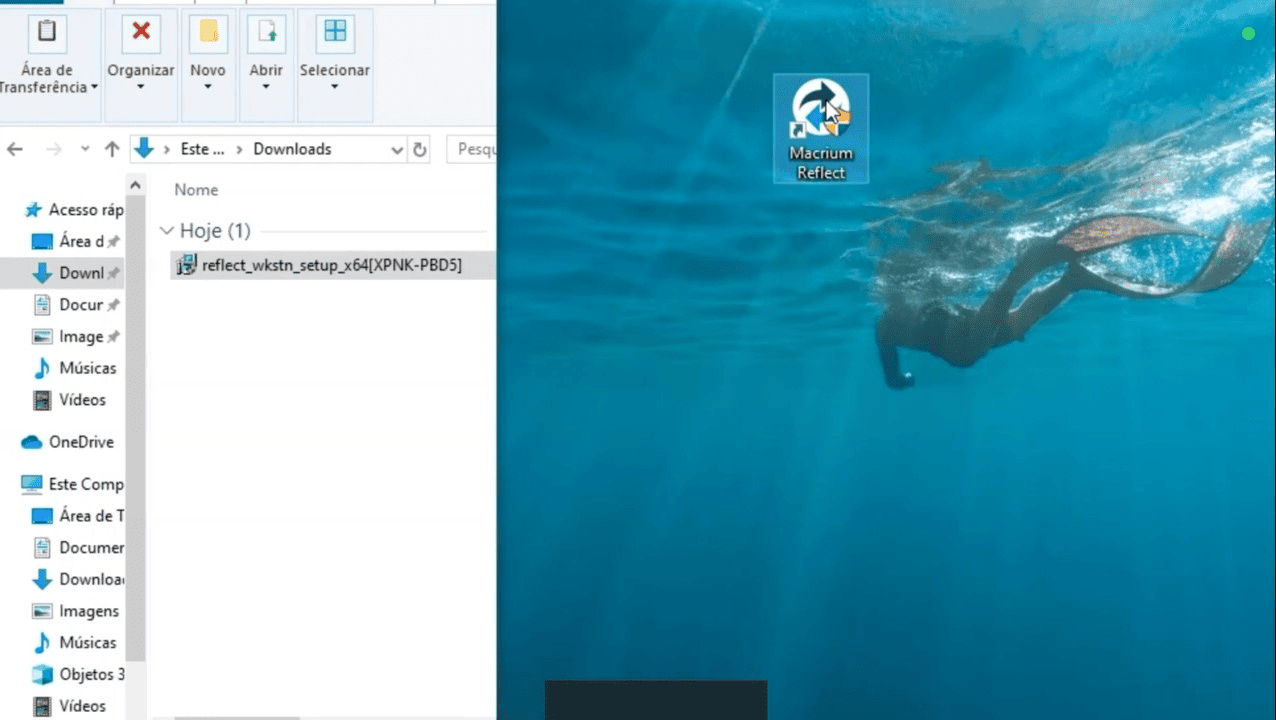 Área de
Transferência
Organizar
Novo
Abrir
Selecionar
Este ... › Downloads
Pesqu
Nome
Hoje (1)
reflect_wkstn_setup_x64[XPNK-PBD5]
Acesso ráp
Área d
Downl
Docur
Image
Músicas
Vídeos
OneDrive
Este Comp
Área de T
Documer
Downloa
Imagens
Músicas
Objetos 3
Vídeos
Macrium
Reflect